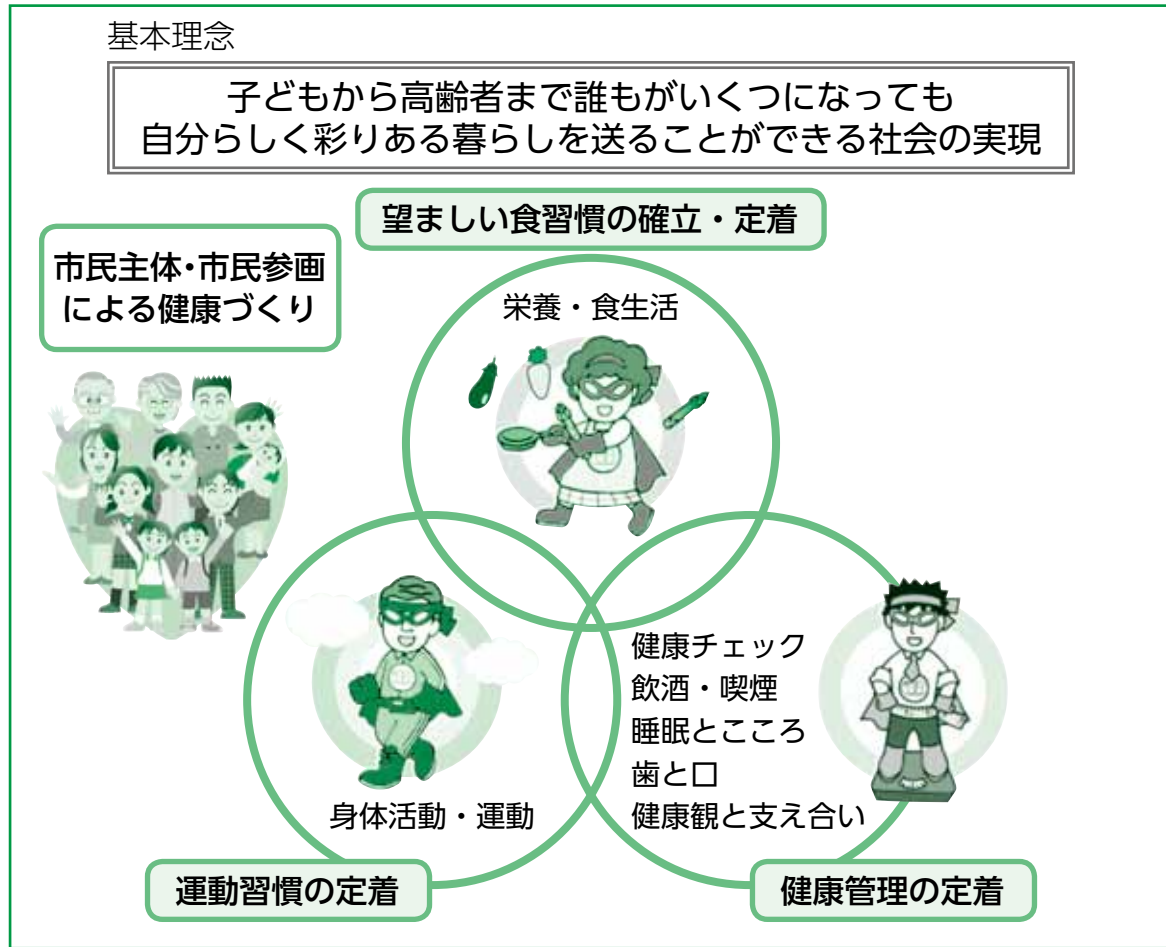 基本理念
子どもから高齢者まで誰もがいくつになっても
自分らしく彩りある暮らしを送ることができる社会の実現
望ましい食習慣の確立・定着
市民主体･市民参画
による健康づくり
栄養・食生活
健康チェック
飲酒・喫煙
睡眠とこころ
歯と口
健康観と支え合い
身体活動・運動
運動習慣の定着
健康管理の定着